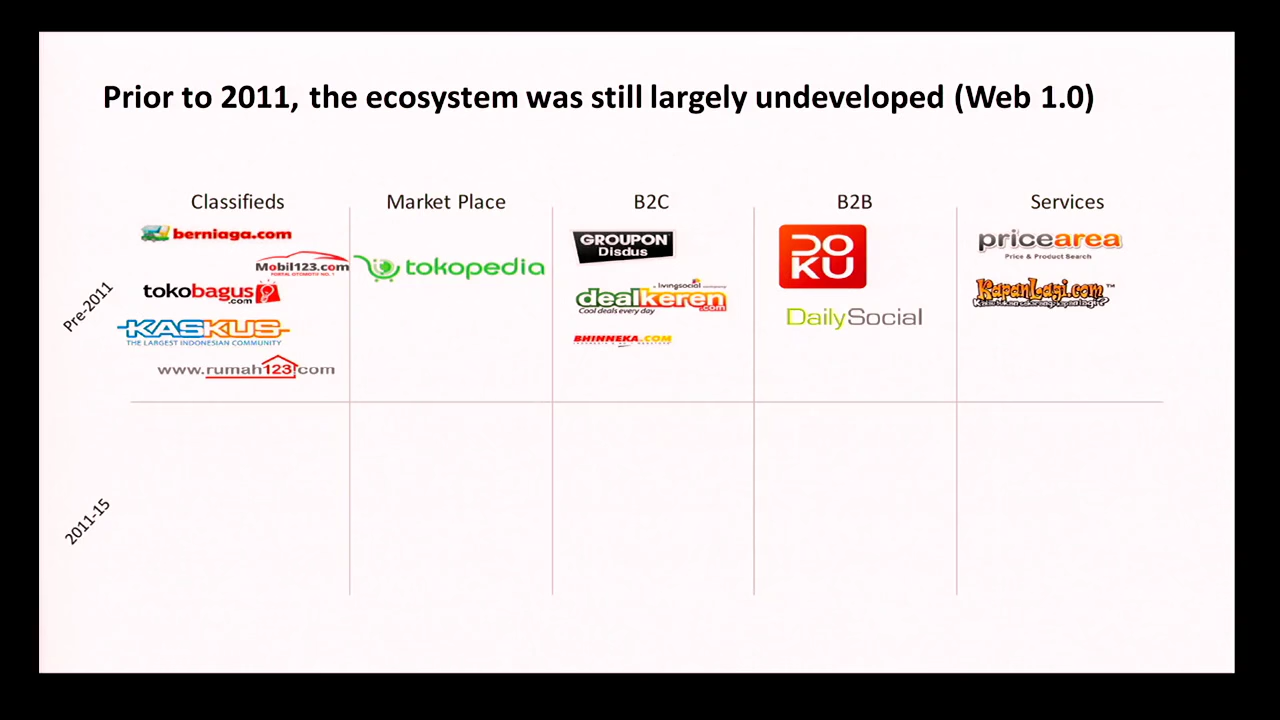 Prior to 2011, the ecosystem was still largely undeveloped (Web 1.0)
Classifieds
Market Place
B2C
B2B
Services
Pre-2011
berniaga.com
Mobil123.com
tokobagus
.com
KASKUS
THE LARGEST INDONESIAN COMMUNITY
www.rumah123.com
tokopedia
GROUPON
Disdus
livingsocial
dealkeren
.com
Cool deals every day
BHINNEKA.COM
DOKU
DailySocial
pricearea
Price & Product Search
KapanLagi.com™
2011-15